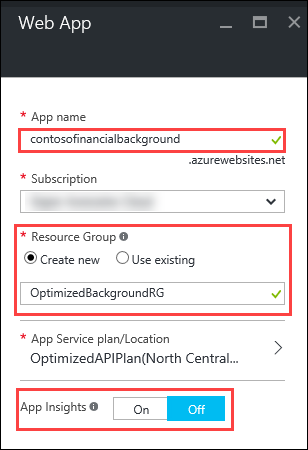 Web App
* App name
contosofinancialbackground
.azurewebsites.net
* Subscription
* Resource Group
Create new Use existing
OptimizedBackgroundRG
* App Service plan/Location
OptimizedAPIPlan(North Central...
App Insights On Off